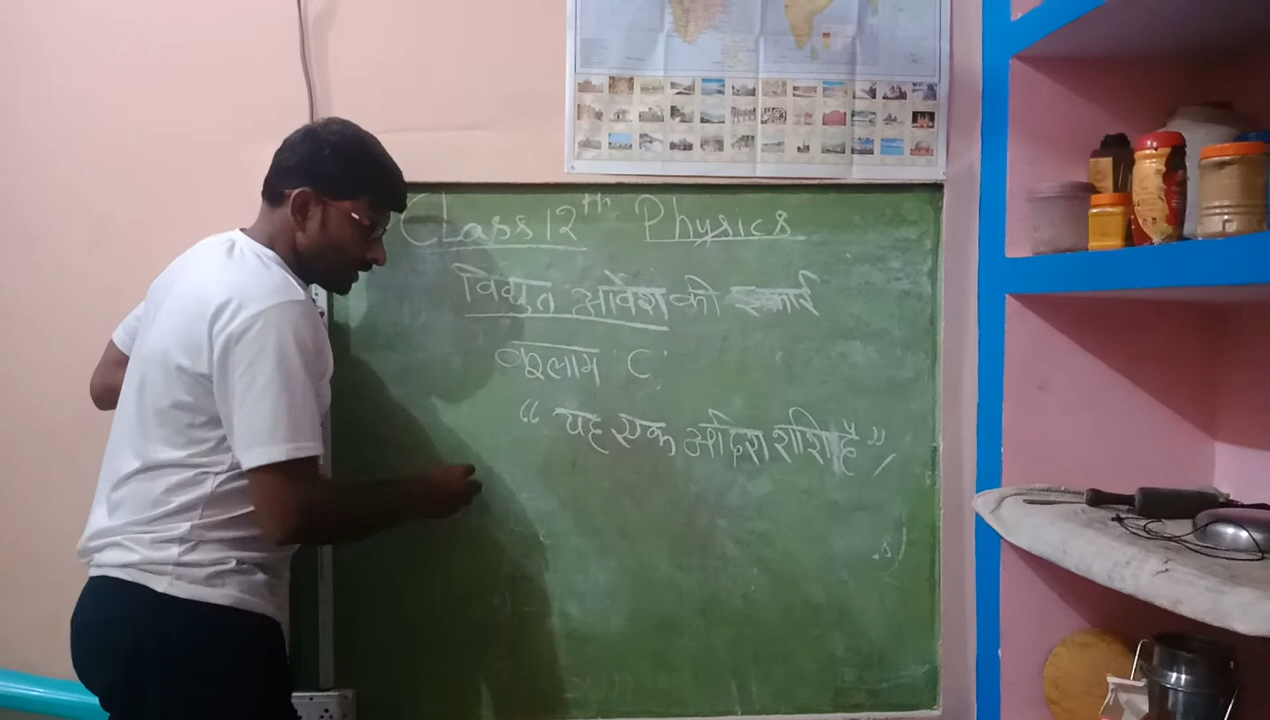 Class 12th Physics
विद्युत आवेश की इकाई
कूलाम 'C'
“ यह एक अदिश राशि है ”